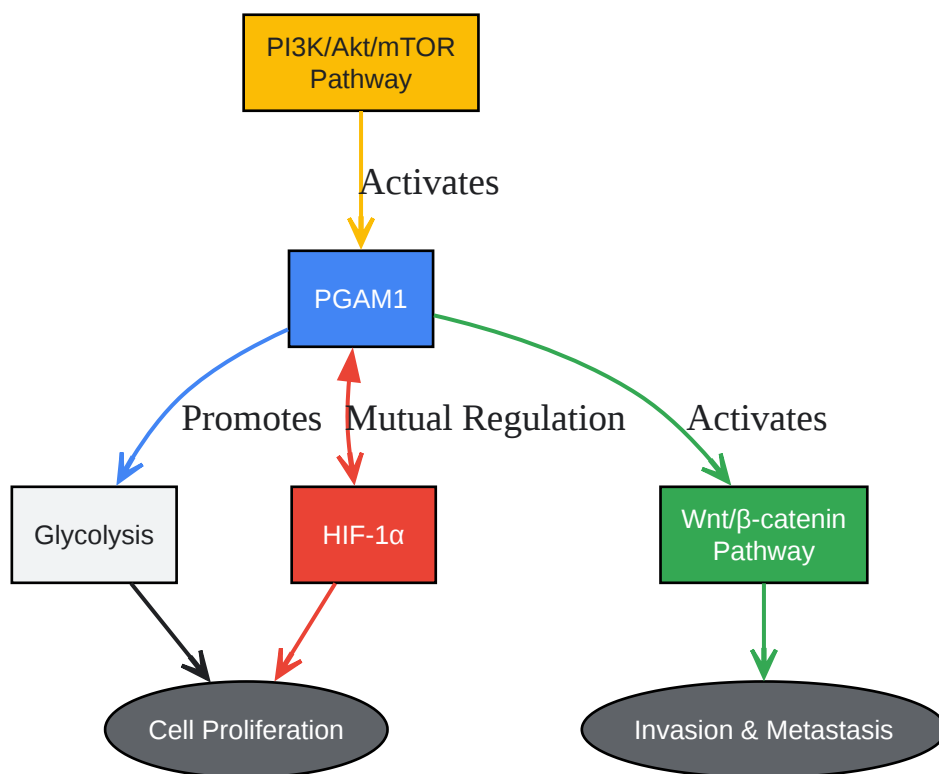 PI3K/Akt/mTOR
Pathway
Activates
PGAM1
Promotes
Mutual Regulation
Activates
Glycolysis
HIF-1α
Wnt/β-catenin
Pathway
Cell Proliferation
Invasion & Metastasis